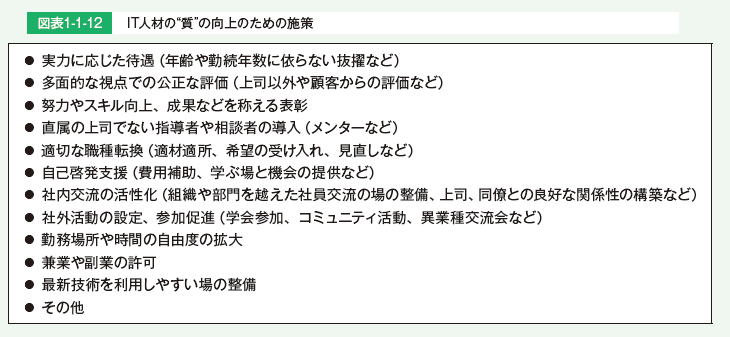 図表1-1-12 IT人材の“質”の向上のための施策
● 実力に応じた待遇（年齢や勤続年数に依らない抜擢など）
● 多面的な視点での公正な評価（上司以外や顧客からの評価など）
● 努力やスキル向上、成果などを称える表彰
● 直属の上司でない指導者や相談者の導入（メンターなど）
● 適切な職種転換（適材適所、希望の受け入れ、見直しなど）
● 自己啓発支援（費用補助、学ぶ場と機会の提供など）
● 社内交流の活性化（組織や部門を越えた社員交流の場の整備、上司、同僚との良好な関係性の構築など）
● 社外活動の設定、参加促進（学会参加、コミュニティ活動、異業種交流会など）
● 勤務場所や時間の自由度の拡大
● 兼業や副業の許可
● 最新技術を利用しやすい場の整備
● その他